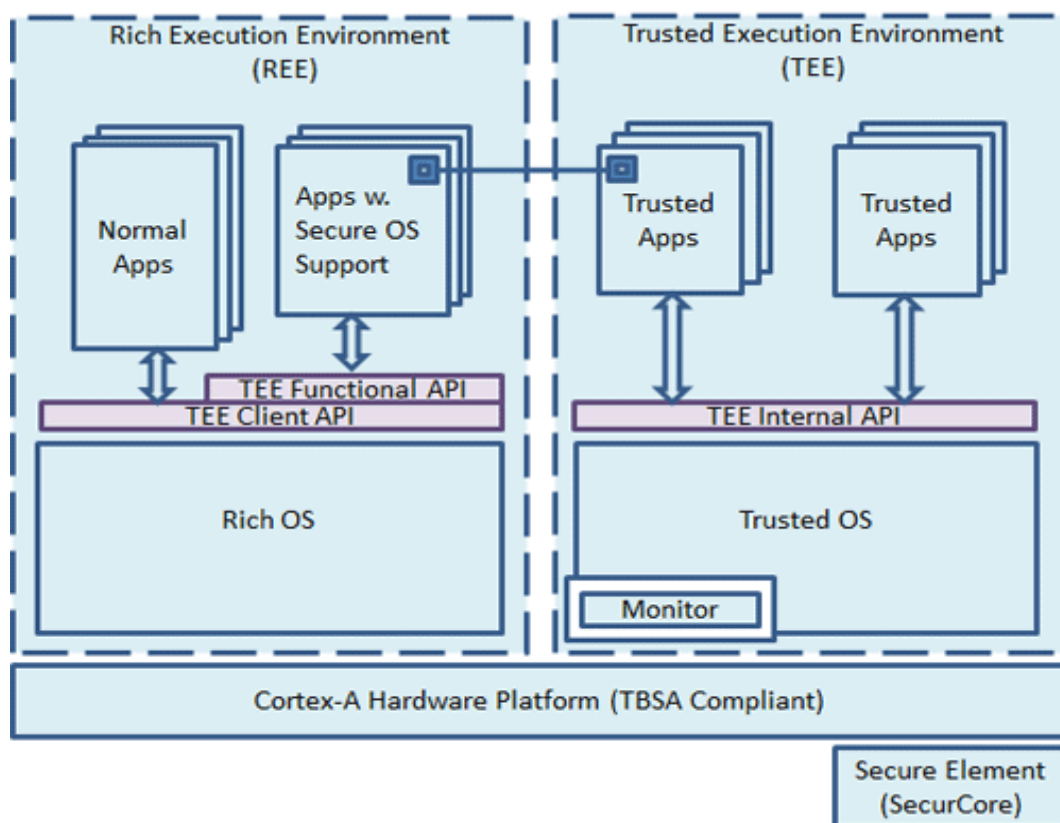 Rich Execution Environment
(REE)
Trusted Execution Environment
(TEE)
Normal
Apps
Apps w.
Secure OS
Support
Trusted
Apps
Trusted
Apps
TEE Functional API
TEE Client API
TEE Internal API
Rich OS
Trusted OS
Monitor
Cortex-A Hardware Platform (TBSA Compliant)
Secure Element
(SecurCore)